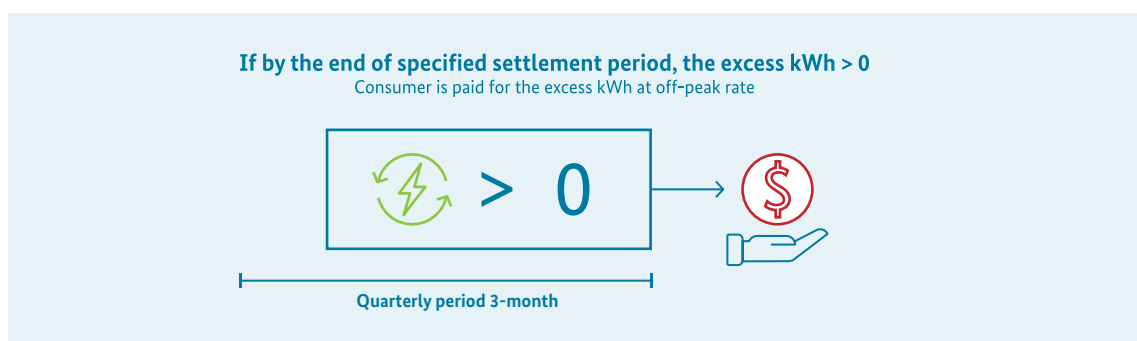 If by the end of specified settlement period, the excess kWh > 0
Consumer is paid for the excess kWh at off-peak rate
> 0
$
Quarterly period 3-month